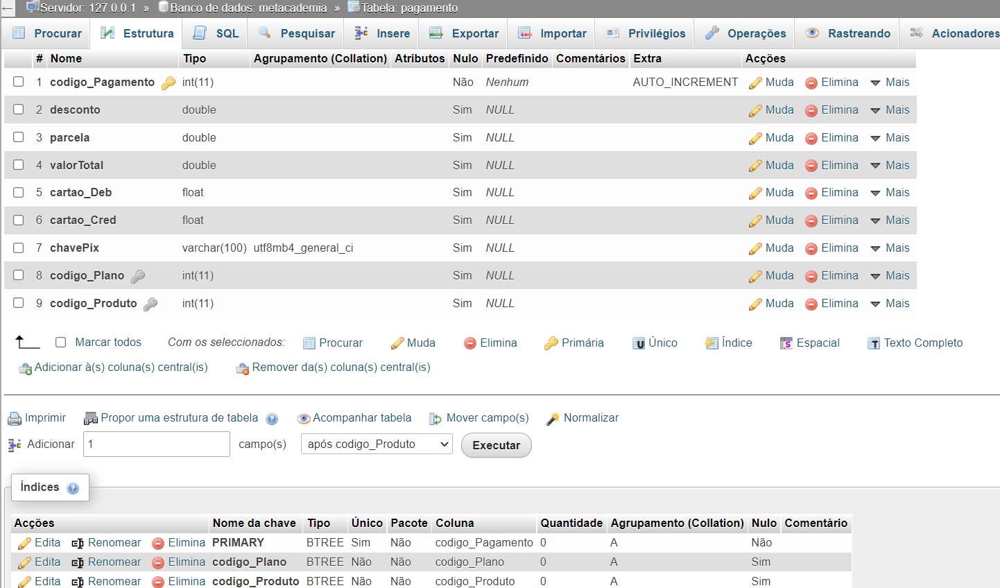 Servidor: 127.0.0.1 » Banco de dados: metacademia » Tabela: pagamento
Procurar Estrutura SQL Pesquisar Insere Exportar Importar Privilégios Operações Rastreando Acionadores
# Nome Tipo Agrupamento (Collation) Atributos Nulo Predefinido Comentários Extra Acções
1 codigo_Pagamento int(11) Não Nenhum AUTO_INCREMENT Muda Elimina Mais
2 desconto double Sim NULL Muda Elimina Mais
3 parcela double Sim NULL Muda Elimina Mais
4 valorTotal double Sim NULL Muda Elimina Mais
5 cartao_Deb float Sim NULL Muda Elimina Mais
6 cartao_Cred float Sim NULL Muda Elimina Mais
7 chavePix varchar(100) utf8mb4_general_ci Sim NULL Muda Elimina Mais
8 codigo_Plano int(11) Sim NULL Muda Elimina Mais
9 codigo_Produto int(11) Sim NULL Muda Elimina Mais
Marcar todos Com os seleccionados: Procurar Muda Elimina Primária Único Índice Espacial Texto Completo
Adicionar à(s) coluna(s) central(is) Remover da(s) coluna(s) central(is)
Imprimir Propor uma estrutura de tabela Acompanhar tabela Mover campo(s) Normalizar
Adicionar 1 campo(s) após codigo_Produto Executar
Índices
Acções Nome da chave Tipo Único Pacote Coluna Quantidade Agrupamento (Collation) Nulo Comentário
Edita Renomear Elimina PRIMARY BTREE Sim Não codigo_Pagamento 0 A Não
Edita Renomear Elimina codigo_Plano BTREE Não Não codigo_Plano 0 A Sim
Edita Renomear Elimina codigo_Produto BTREE Não Não codigo_Produto 0 A Sim